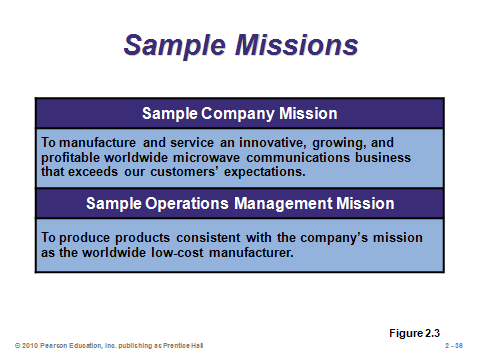 Sample Missions
Sample Company Mission
To manufacture and service an innovative, growing, and
profitable worldwide microwave communications business
that exceeds our customers’ expectations.
Sample Operations Management Mission
To produce products consistent with the company’s mission
as the worldwide low-cost manufacturer.
Figure 2.3
© 2010 Pearson Education, Inc. publishing as Prentice Hall
2 - 36